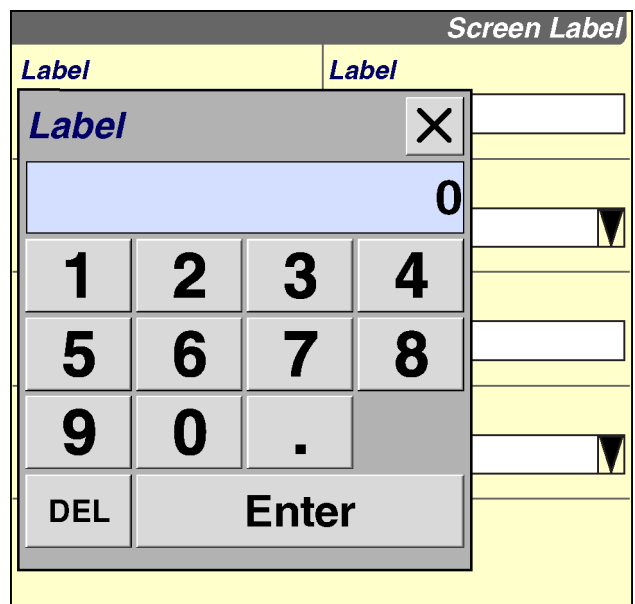 Screen Label
Label Label
Label X
0
1 2 3 4
5 6 7 8
9 0 .
DEL Enter